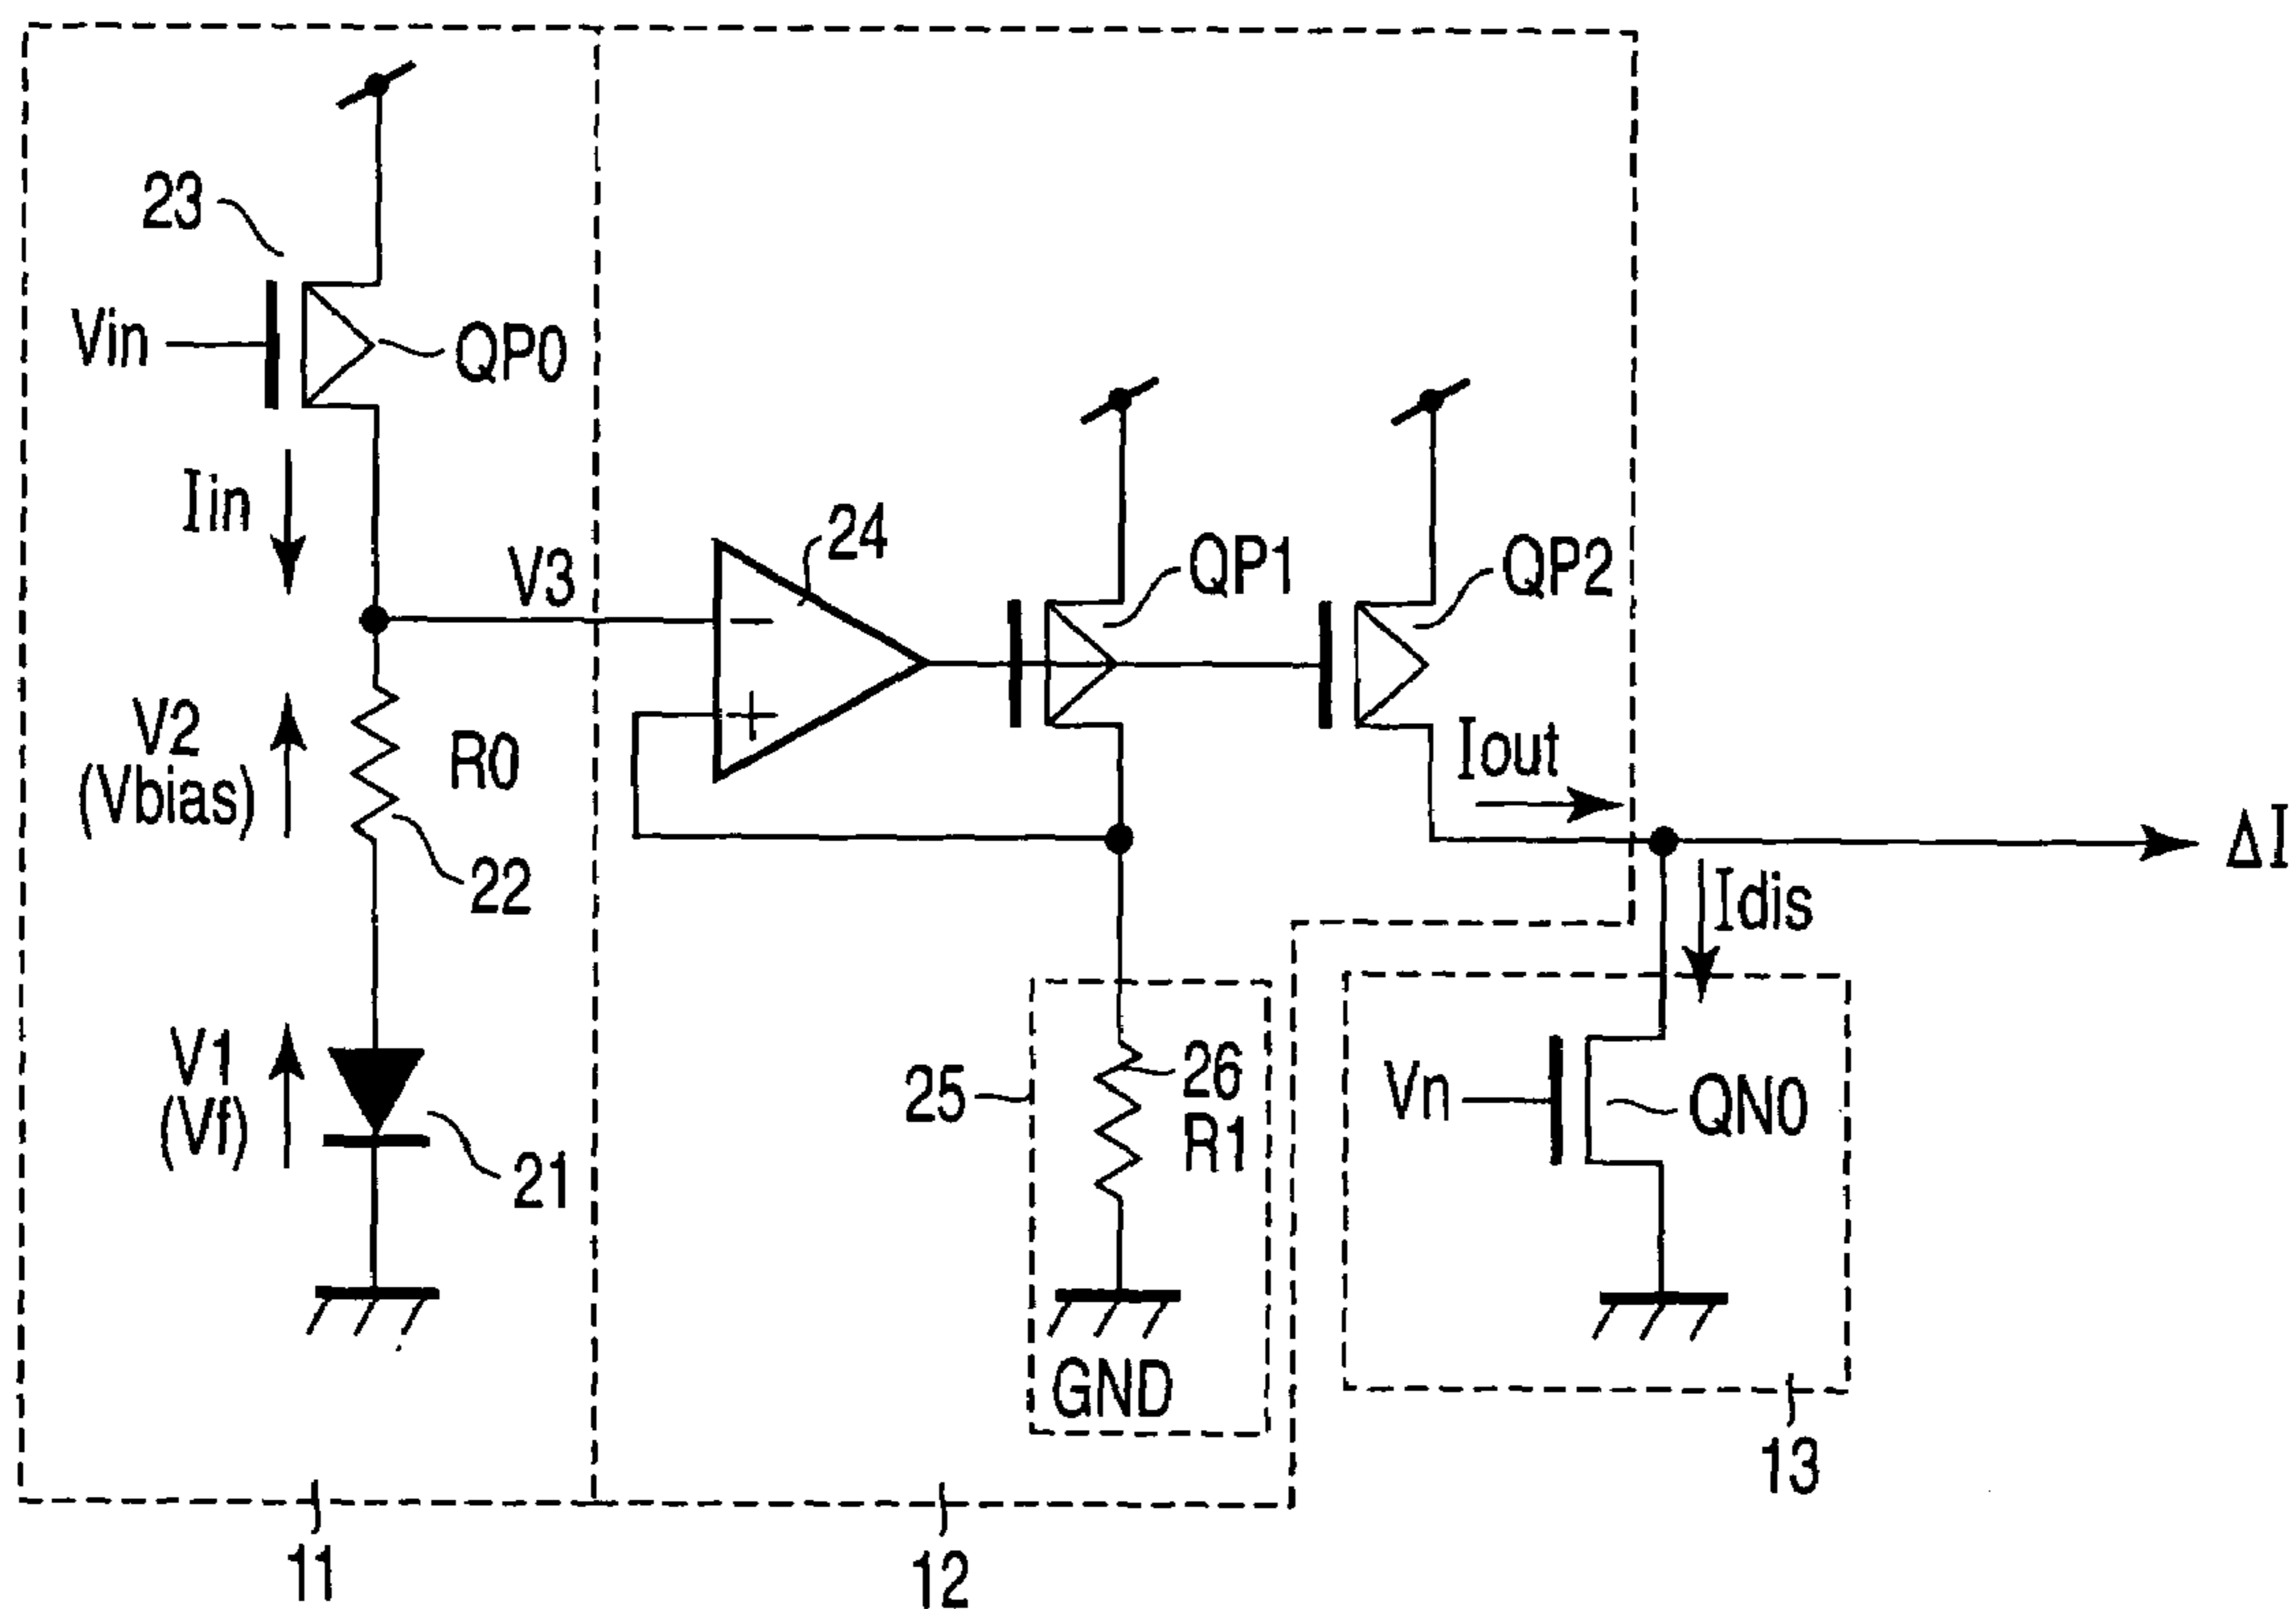 23
Vin
QP0
Iin
V3
24
QP1
QP2
V2
(Vbias)
R0
22
Iout
ΔI
Idis
V1
(Vf)
21
25
26
R1
Vn
QN0
GND
13
11
12
−
+